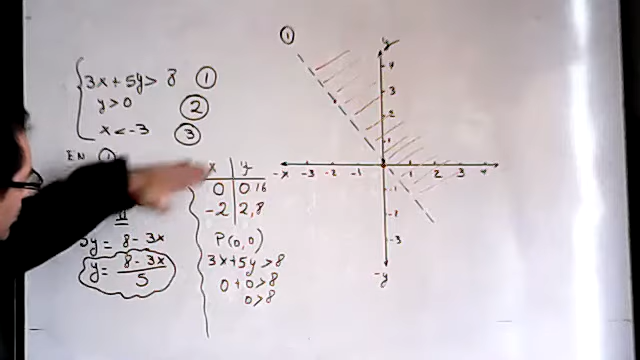 3x + 5y > 8 ①
y > 0 ②
x < -3 ③
EN ①
5y = 8 - 3x
y = 8 - 3x / 5
x y
0 0,16
-2 2,8
P(0,0)
3x + 5y > 8
0 + 0 > 8
0 > 8
①
y
4
3
2
1
-x -3 -2 -1 1 2 3 4
-1
-2
-3
-y